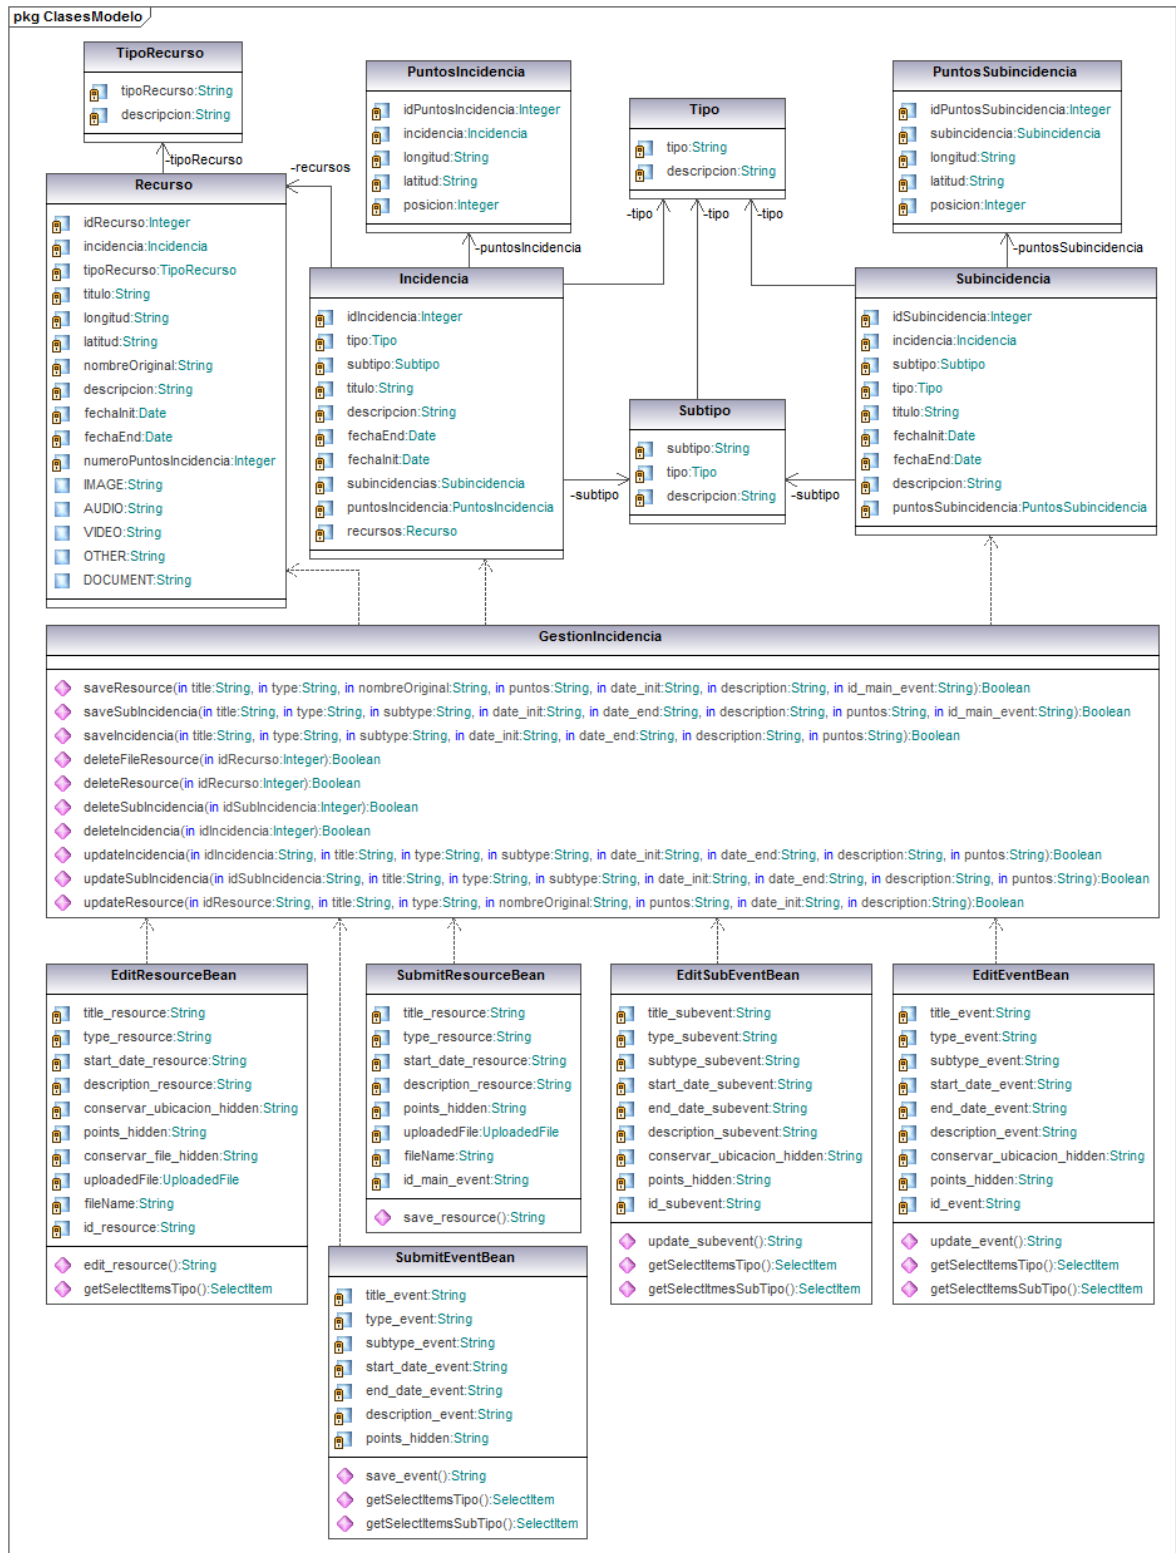 pkg ClasesModelo
TipoRecurso
tipoRecurso:String
descripcion:String
-tipoRecurso
PuntosIncidencia
idPuntosIncidencia:Integer
incidencia:Incidencia
longitud:String
latitud:String
posicion:Integer
-puntosIncidencia
Tipo
tipo:String
descripcion:String
-tipo
-tipo
-tipo
PuntosSubincidencia
idPuntosSubincidencia:Integer
subincidencia:Subincidencia
longitud:String
latitud:String
posicion:Integer
-puntosSubincidencia
-recursos
Recurso
idRecurso:Integer
incidencia:Incidencia
tipoRecurso:TipoRecurso
titulo:String
longitud:String
latitud:String
nombreOriginal:String
descripcion:String
fechaInit:Date
fechaEnd:Date
numeroPuntosIncidencia:Integer
IMAGE:String
AUDIO:String
VIDEO:String
OTHER:String
DOCUMENT:String
Incidencia
idIncidencia:Integer
tipo:Tipo
subtipo:Subtipo
titulo:String
descripcion:String
fechaEnd:Date
fechaInit:Date
subincidencias:Subincidencia
puntosIncidencia:PuntosIncidencia
recursos:Recurso
-subtipo
Subtipo
subtipo:String
tipo:Tipo
descripcion:String
-subtipo
Subincidencia
idSubincidencia:Integer
incidencia:Incidencia
subtipo:Subtipo
tipo:Tipo
titulo:String
fechaInit:Date
fechaEnd:Date
descripcion:String
puntosSubincidencia:PuntosSubincidencia
GestionIncidencia
saveResource(in title:String, in type:String, in nombreOriginal:String, in puntos:String, in date_init:String, in description:String, in id_main_event:String):Boolean
saveSubIncidencia(in title:String, in type:String, in subtype:String, in date_init:String, in date_end:String, in description:String, in puntos:String, in id_main_event:String):Boolean
saveIncidencia(in title:String, in type:String, in subtype:String, in date_init:String, in date_end:String, in description:String, in puntos:String):Boolean
deleteFileResource(in idRecurso:Integer):Boolean
deleteResource(in idRecurso:Integer):Boolean
deleteSubIncidencia(in idSubIncidencia:Integer):Boolean
deleteIncidencia(in idIncidencia:Integer):Boolean
updateIncidencia(in idIncidencia:String, in title:String, in type:String, in subtype:String, in date_init:String, in date_end:String, in description:String, in puntos:String):Boolean
updateSubIncidencia(in idSubIncidencia:String, in title:String, in type:String, in subtype:String, in date_init:String, in date_end:String, in description:String, in puntos:String):Boolean
updateResource(in idResource:String, in title:String, in type:String, in nombreOriginal:String, in puntos:String, in date_init:String, in description:String):Boolean
EditResourceBean
title_resource:String
type_resource:String
start_date_resource:String
description_resource:String
conservar_ubicacion_hidden:String
points_hidden:String
conservar_file_hidden:String
uploadedFile:UploadedFile
fileName:String
id_resource:String
edit_resource():String
getSelectItemsTipo():SelectItem
SubmitResourceBean
title_resource:String
type_resource:String
start_date_resource:String
description_resource:String
points_hidden:String
uploadedFile:UploadedFile
fileName:String
id_main_event:String
save_resource():String
EditSubEventBean
title_subevent:String
type_subevent:String
subtype_subevent:String
start_date_subevent:String
end_date_subevent:String
description_subevent:String
conservar_ubicacion_hidden:String
points_hidden:String
id_subevent:String
update_subevent():String
getSelectItemsTipo():SelectItem
getSelectItmesSubTipo():SelectItem
EditEventBean
title_event:String
type_event:String
subtype_event:String
start_date_event:String
end_date_event:String
description_event:String
conservar_ubicacion_hidden:String
points_hidden:String
id_event:String
update_event():String
getSelectItemsTipo():SelectItem
getSelectItemsSubTipo():SelectItem
SubmitEventBean
title_event:String
type_event:String
subtype_event:String
start_date_event:String
end_date_event:String
description_event:String
points_hidden:String
save_event():String
getSelectItemsTipo():SelectItem
getSelectItemsSubTipo():SelectItem